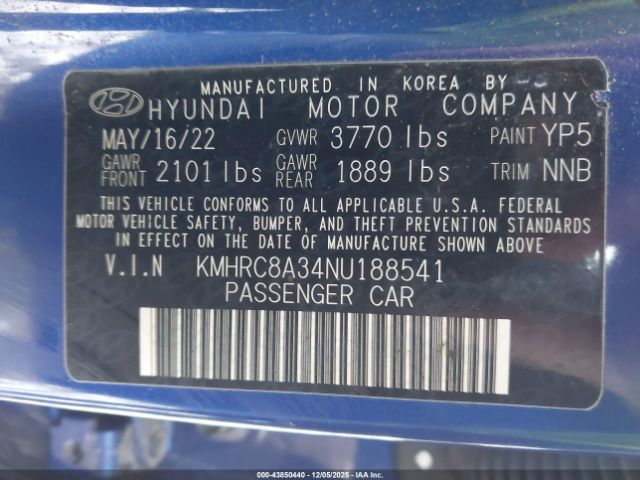 MANUFACTURED IN KOREA BY
HYUNDAI MOTOR COMPANY
MAY/16/22 GVWR 3770 lbs PAINT YP5
GAWR FRONT 2101 lbs GAWR REAR 1889 lbs TRIM NNB
THIS VEHICLE CONFORMS TO ALL APPLICABLE U.S.A. FEDERAL
MOTOR VEHICLE SAFETY, BUMPER, AND THEFT PREVENTION STANDARDS
IN EFFECT ON THE DATE OF MANUFACTURE SHOWN ABOVE
V.I.N KMHRC8A34NU188541
PASSENGER CAR
000-43850440 - 12/05/2025 - IAA, Inc.